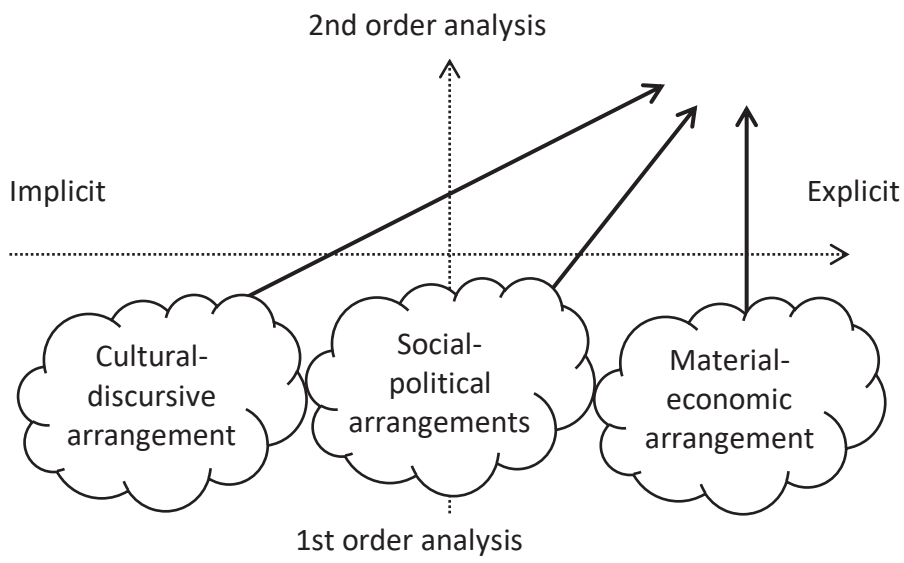 2nd order analysis
Implicit
Explicit
Cultural-
discursive
arrangement
Social-
political
arrangements
Material-
economic
arrangement
1st order analysis